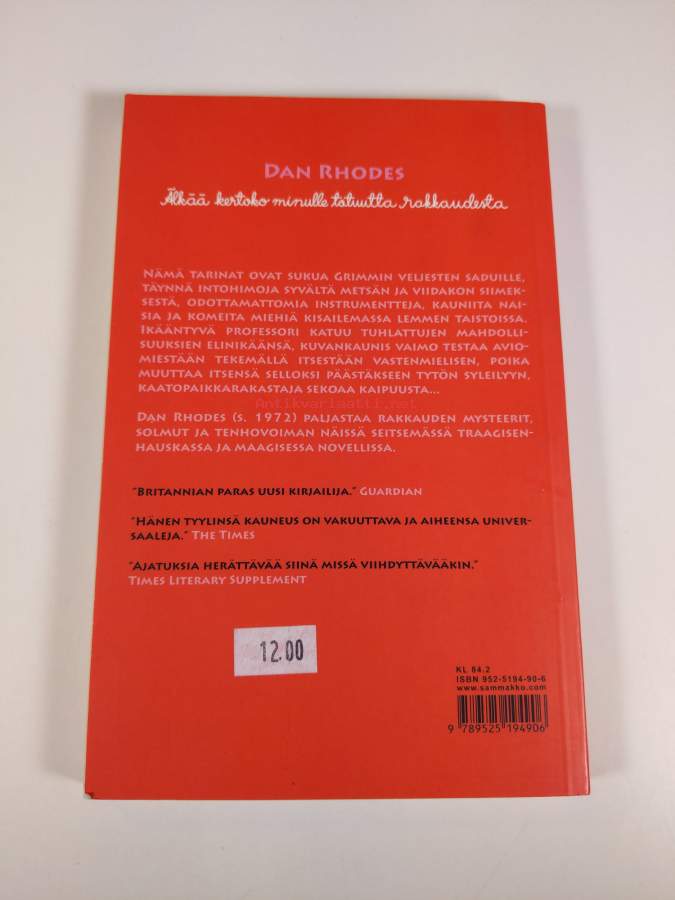 DAN RHODES
Älkää kertoko minulle totuutta rakkaudesta
NÄMÄ TARINAT OVAT SUKUA GRIMMIN VELJESTEN SADUILLE,
TÄYNNÄ INTOHIMOJA SYVÄLTÄ METSÄN JA VIIDAKON SIIMEK-
SESTÄ, ODOTTAMATTOMIA INSTRUMENTTEJA, KAUNIITA NAI-
SIA JA KOMEITA MIEHIÄ KISAILEMASSA LEMMEN TAISTOISSA.
IKÄÄNTYVÄ PROFESSORI KATUU TUHLATTUJEN MAHDOLLI-
SUUKSIEN ELINIKÄÄNSÄ, KUVANKAUNIS VAIMO TESTAA AVIO-
MIESTÄÄN TEKEMÄLLÄ ITSESTÄÄN VASTENMIELISEN, POIKA
MUUTTAA ITSENSÄ SELLOKSI PÄÄSTÄKSEEN TYTÖN SYLEILYYN,
KAATOPAIKKARAKASTAJA SEKOAA KAIPUUSTA...
Antikvariaatti.net
DAN RHODES (S. 1972) PALJASTAA RAKKAUDEN MYSTEERIT,
SOLMUT JA TENHOVOIMAN NÄISSÄ SEITSEMÄSSÄ TRAAGISEN-
HAUSKASSA JA MAAGISESSA NOVELLISSA.
"BRITANNIAN PARAS UUSI KIRJAILIJA." GUARDIAN
"HÄNEN TYYLINSÄ KAUNEUS ON VAKUUTTAVA JA AIHEENSA UNIVER-
SAALEJA." THE TIMES
"AJATUKSIA HERÄTTÄVÄÄ SIINÄ MISSÄ VIIHDYTTÄVÄÄKIN."
TIMES LITERARY SUPPLEMENT
12.00
KL 84.2
ISBN 952-5194-90-6
www.sammakko.com
9 789525 194906